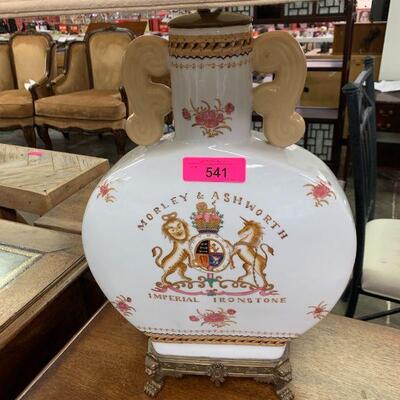 541
MORLEY & ASHWORTH
IMPERIAL IRONSTONE